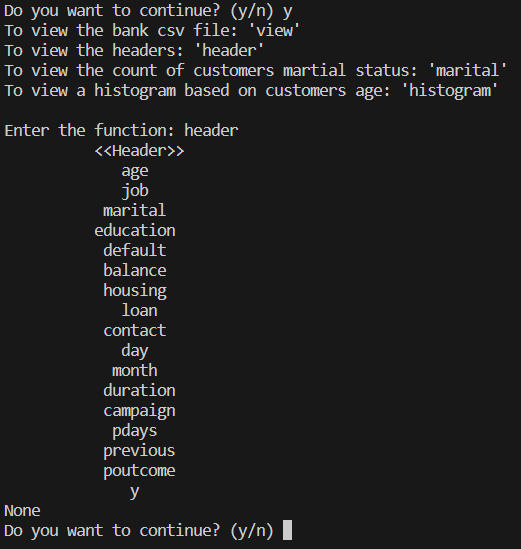 Do you want to continue? (y/n) y
To view the bank csv file: 'view'
To view the headers: 'header'
To view the count of customers martial status: 'marital'
To view a histogram based on customers age: 'histogram'
Enter the function: header
<<Header>>
age
job
marital
education
default
balance
housing
loan
contact
day
month
duration
campaign
pdays
previous
poutcome
y
None
Do you want to continue? (y/n)